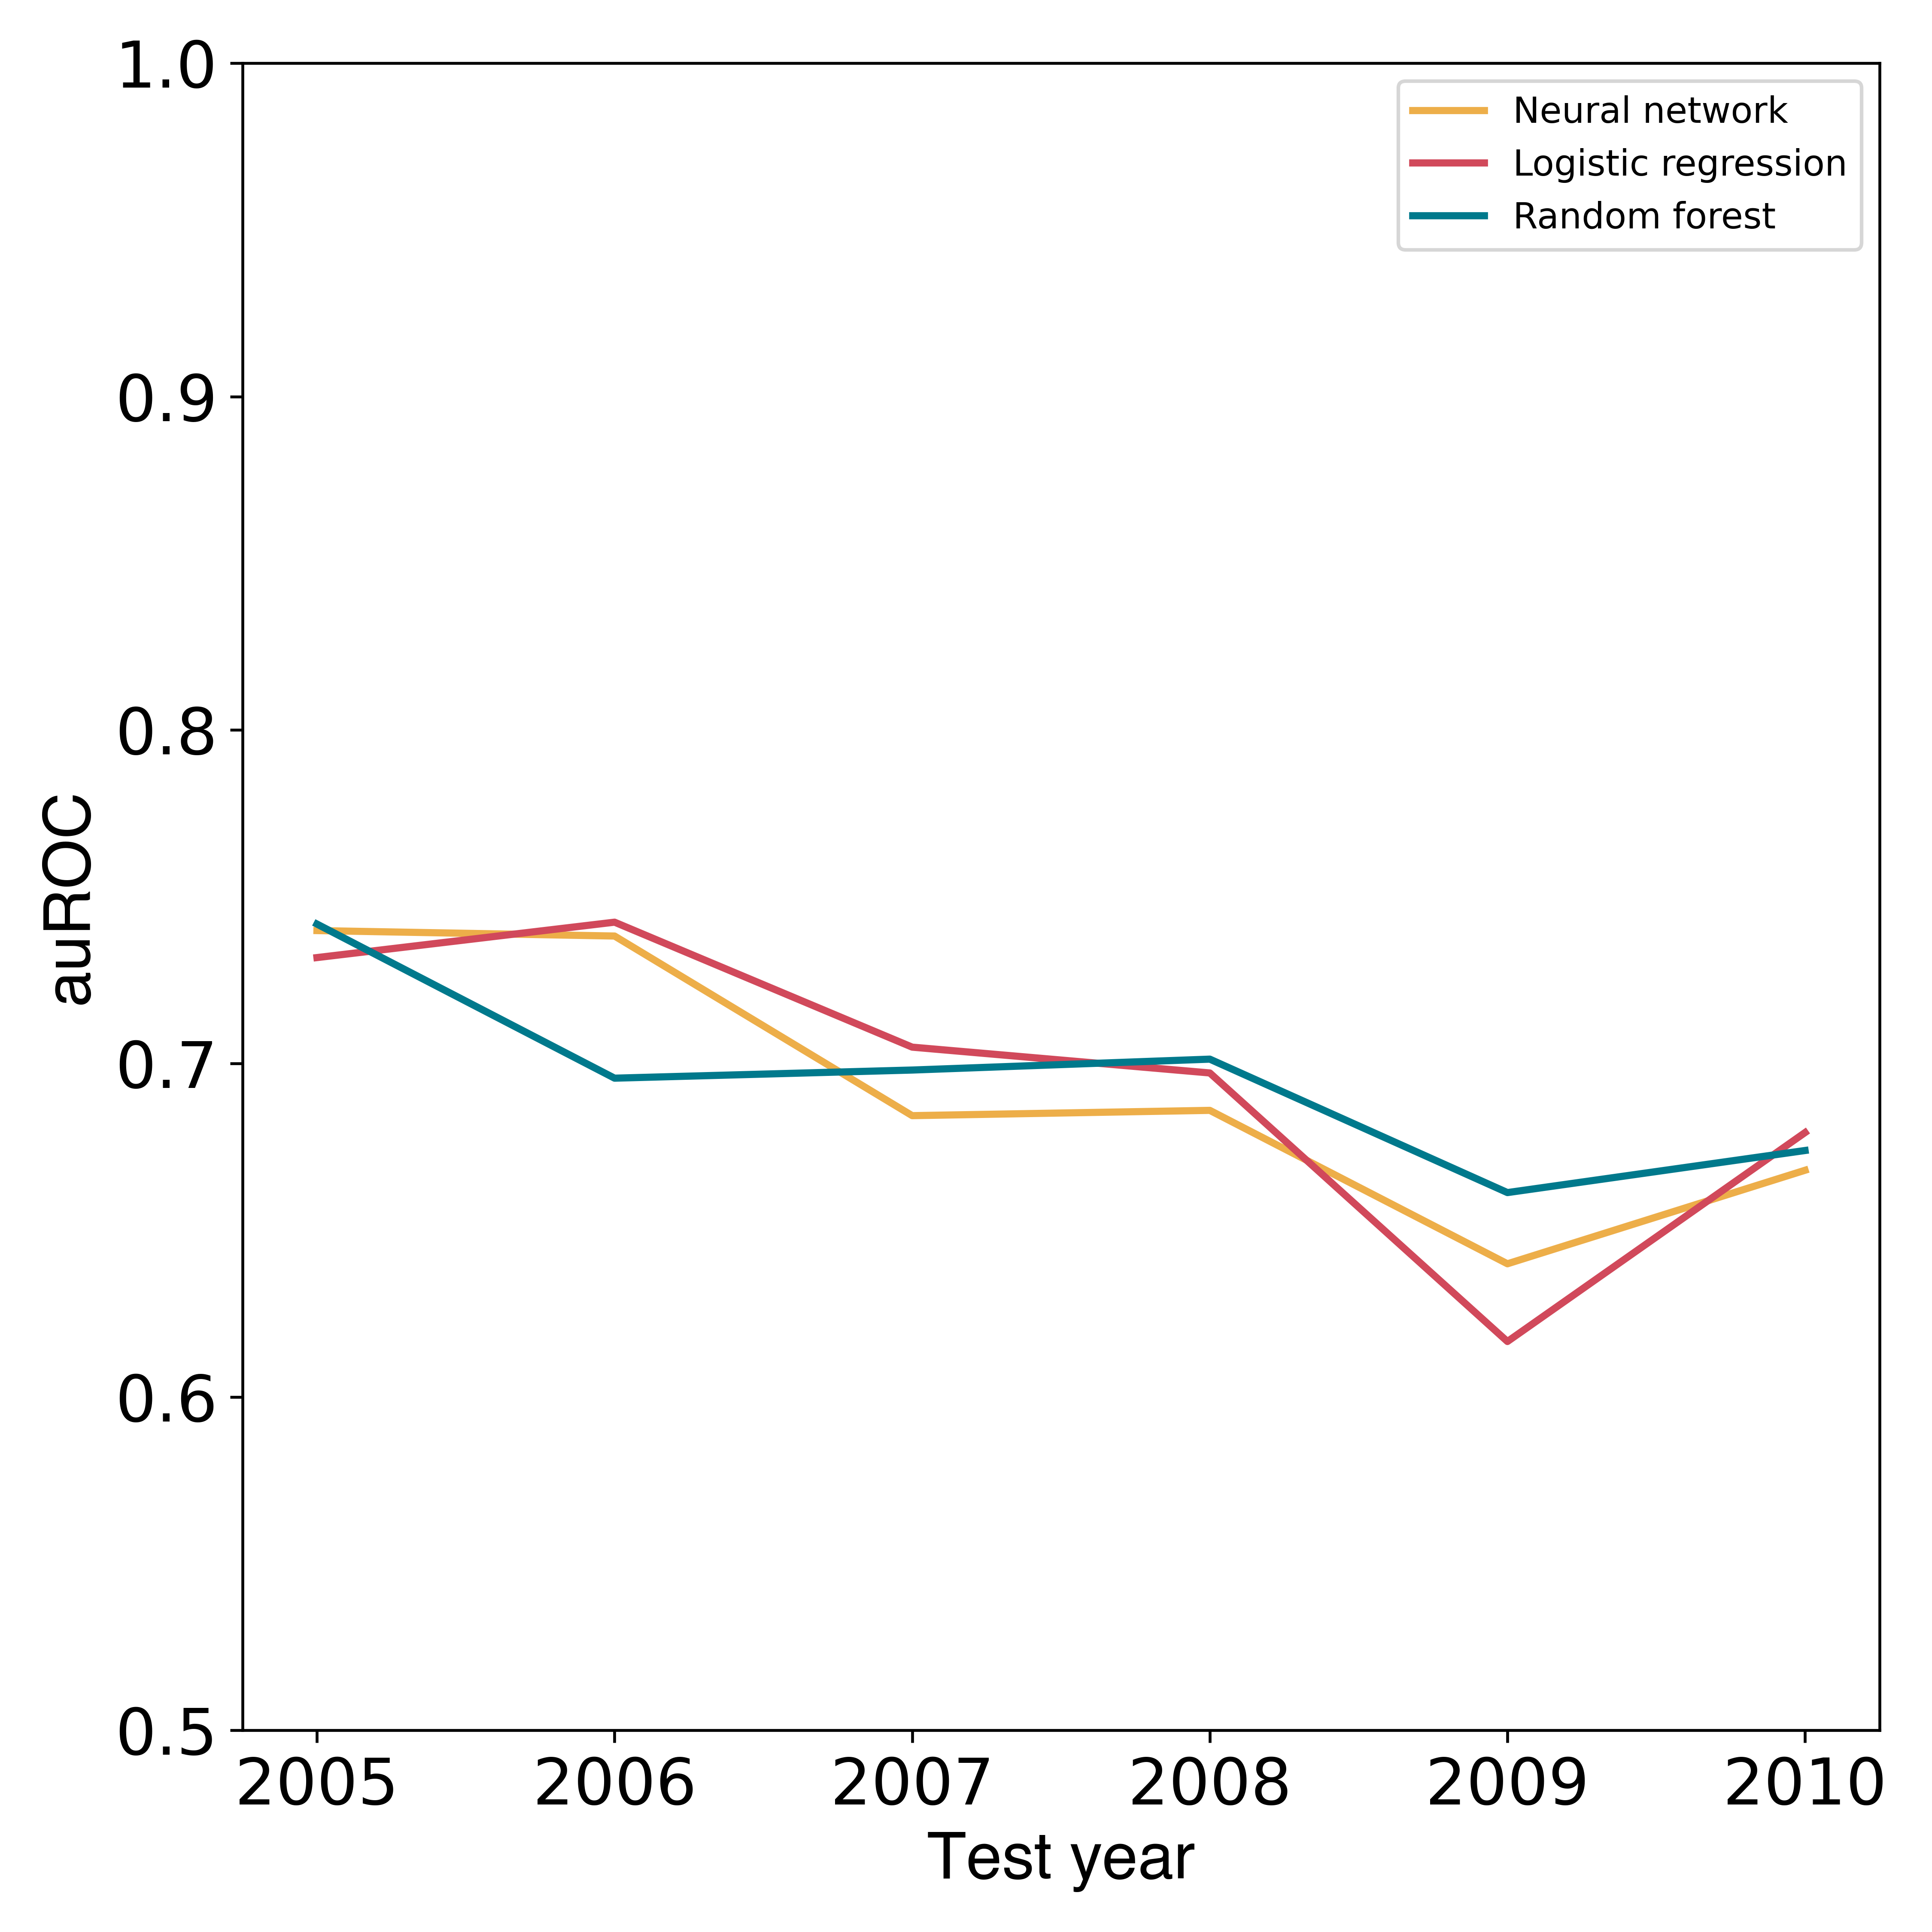 1.0
0.9
0.8
0.7
0.6
0.5
auROC
Neural network
Logistic regression
Random forest
2005 2006 2007 2008 2009 2010
Test year